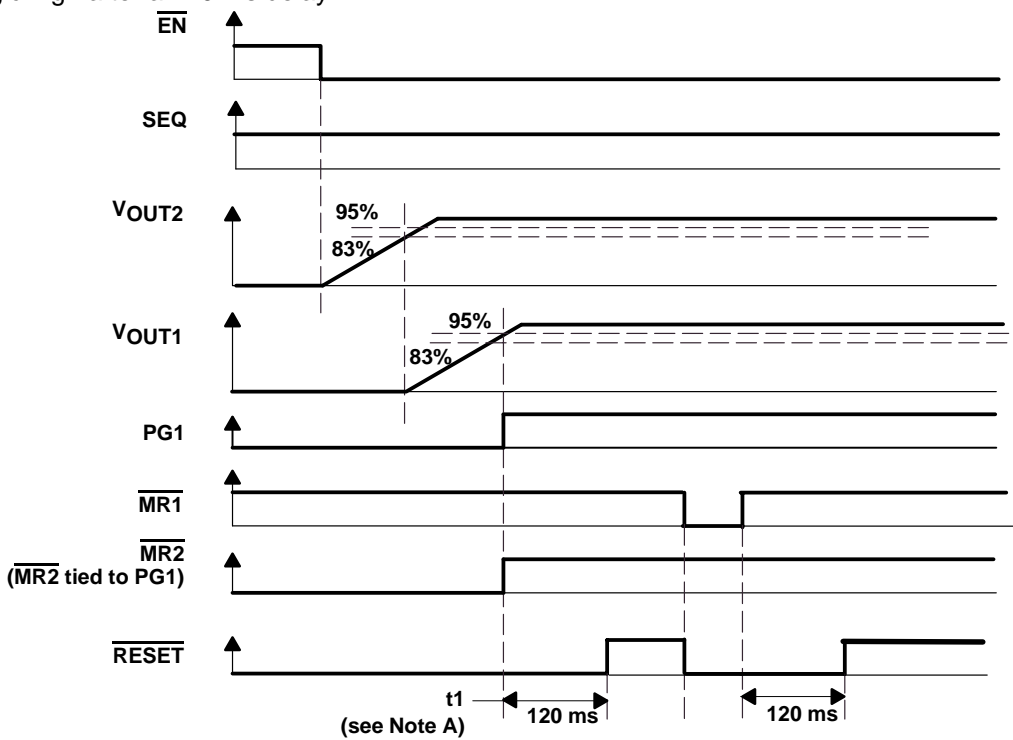 EN
SEQ
VOUT2
95%
83%
VOUT1
95%
83%
PG1
MR1
MR2
(MR2 tied to PG1)
RESET
t1
(see Note A)
120 ms
120 ms